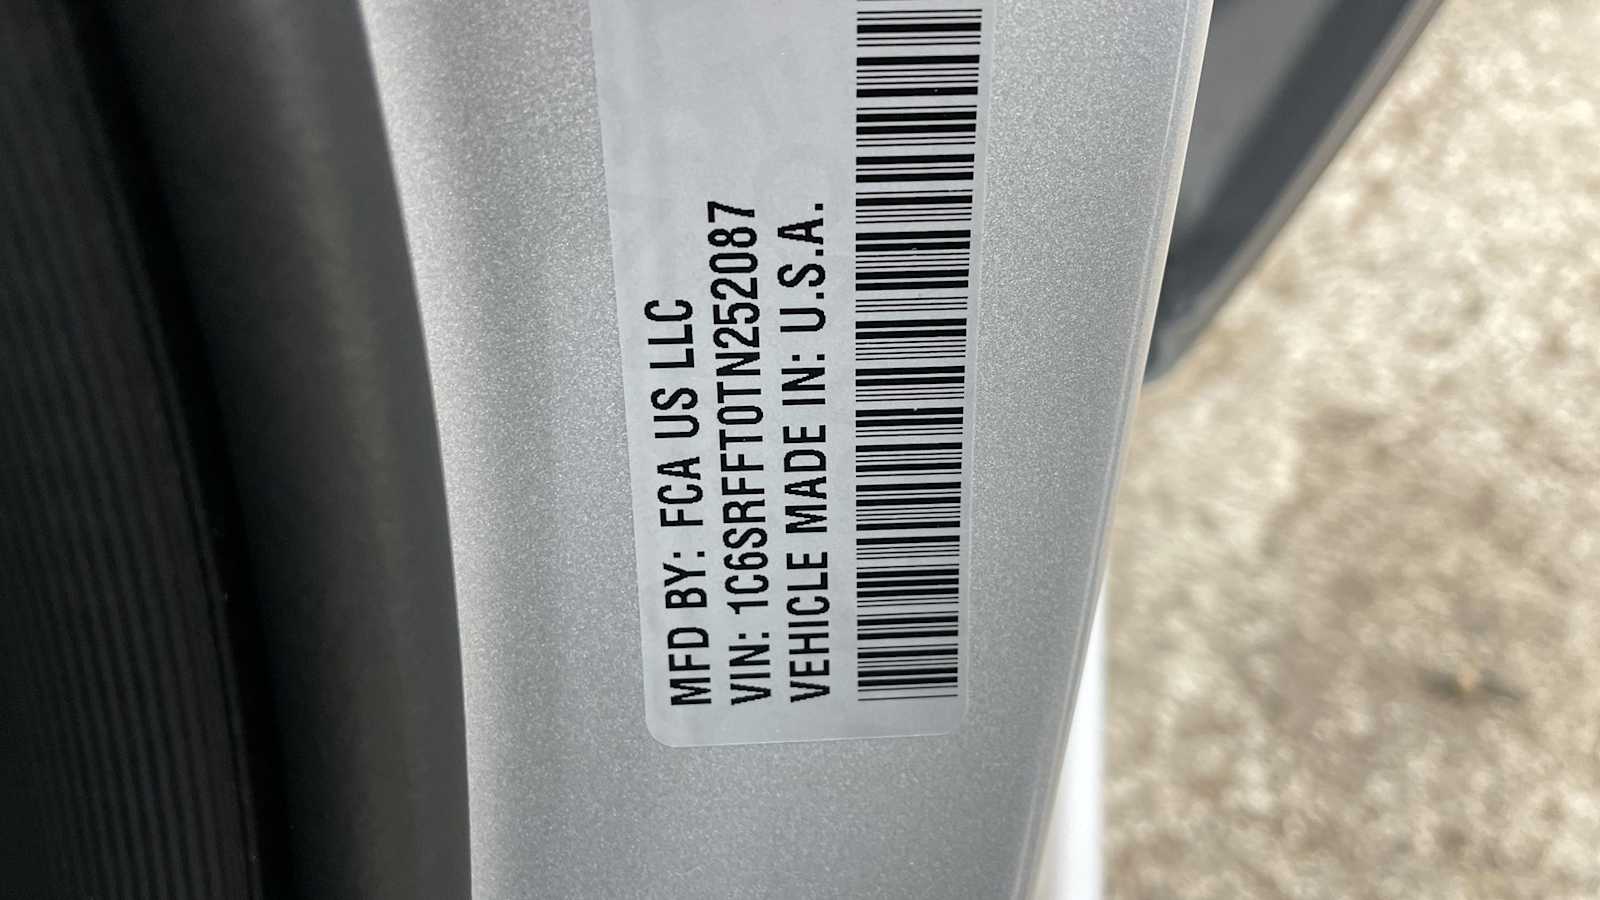 MFD BY: FCA US LLC
VIN: 1C6SRFFT0TN252087
VEHICLE MADE IN: U.S.A.